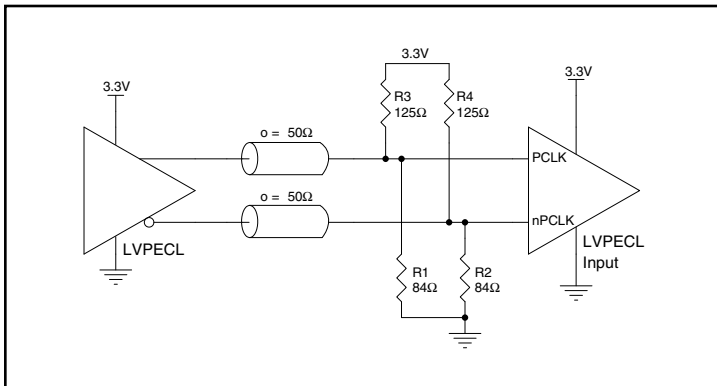 3.3V
3.3V
3.3V
R3
125Ω
R4
125Ω
o = 50Ω
PCLK
o = 50Ω
nPCLK
LVPECL
LVPECL
Input
R1
84Ω
R2
84Ω